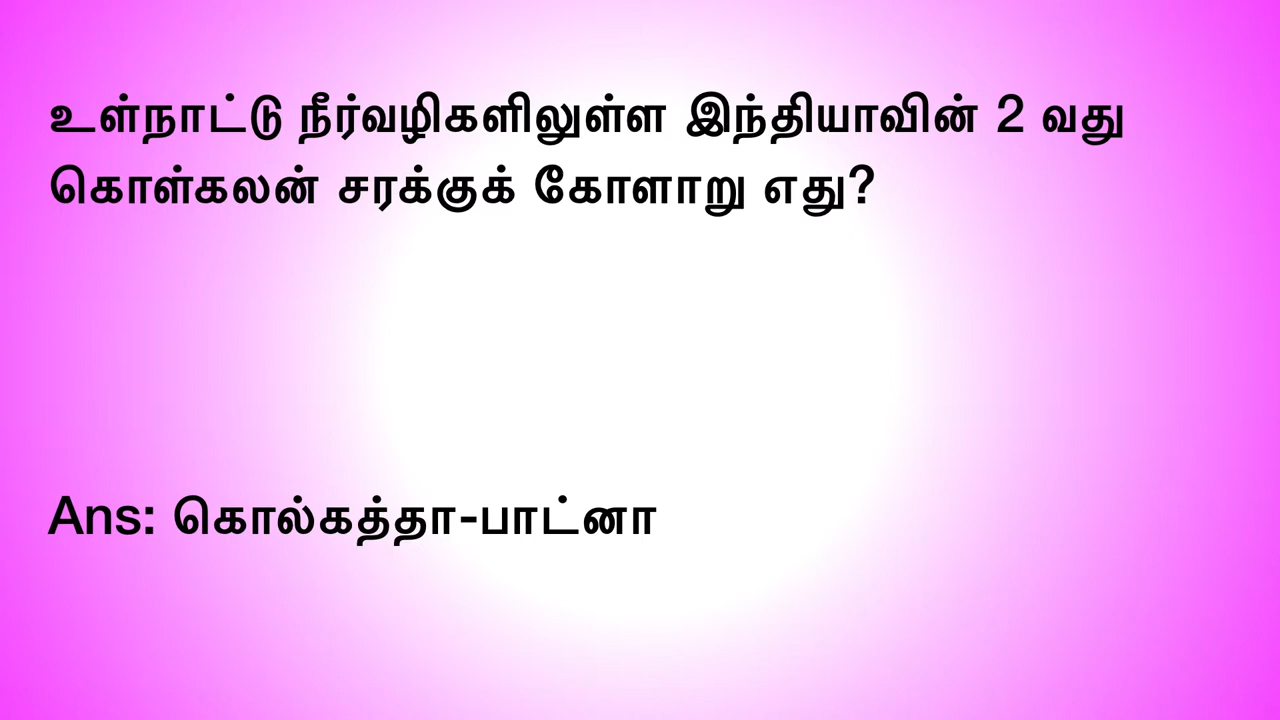 உள்நாட்டு நீர்வழிகளிலுள்ள இந்தியாவின் 2 வது
கொள்கலன் சரக்குக் கோளாறு எது?
Ans: கொல்கத்தா-பாட்னா